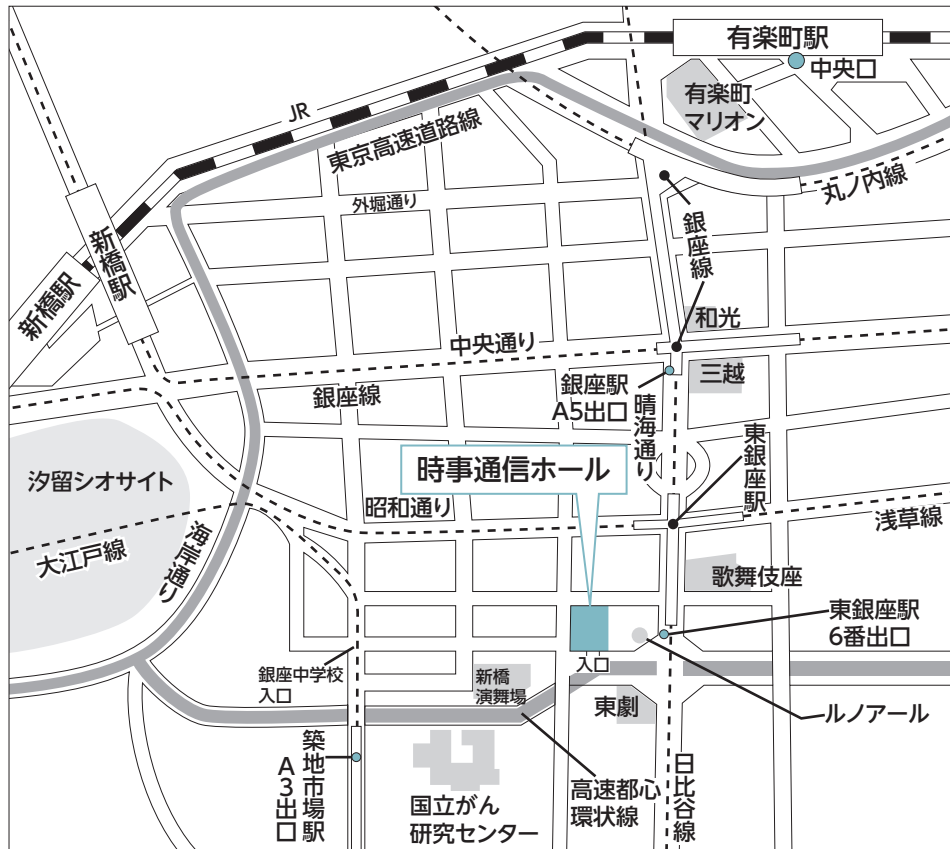 有楽町駅
中央口
有楽町
マリオン
JR
東京高速道路線
丸ノ内線
外堀通り
銀座線
新橋駅
新橋駅
和光
中央通り
三越
銀座線
銀座駅
A5出口
晴海通り
東銀座駅
時事通信ホール
汐留シオサイト
昭和通り
浅草線
大江戸線
海岸通り
歌舞伎座
東銀座駅
6番出口
入口
銀座中学校
入口
新橋
演舞場
東劇
ルノアール
築地市場駅
A3出口
国立がん
研究センター
高速都心
環状線
日比谷線